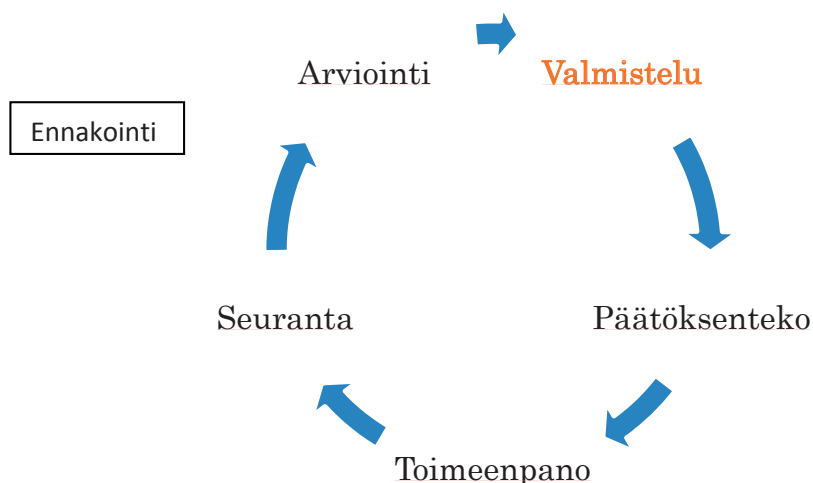 Arviointi
Valmistelu
Ennakointi
Seuranta
Päätöksenteko
Toimeenpano